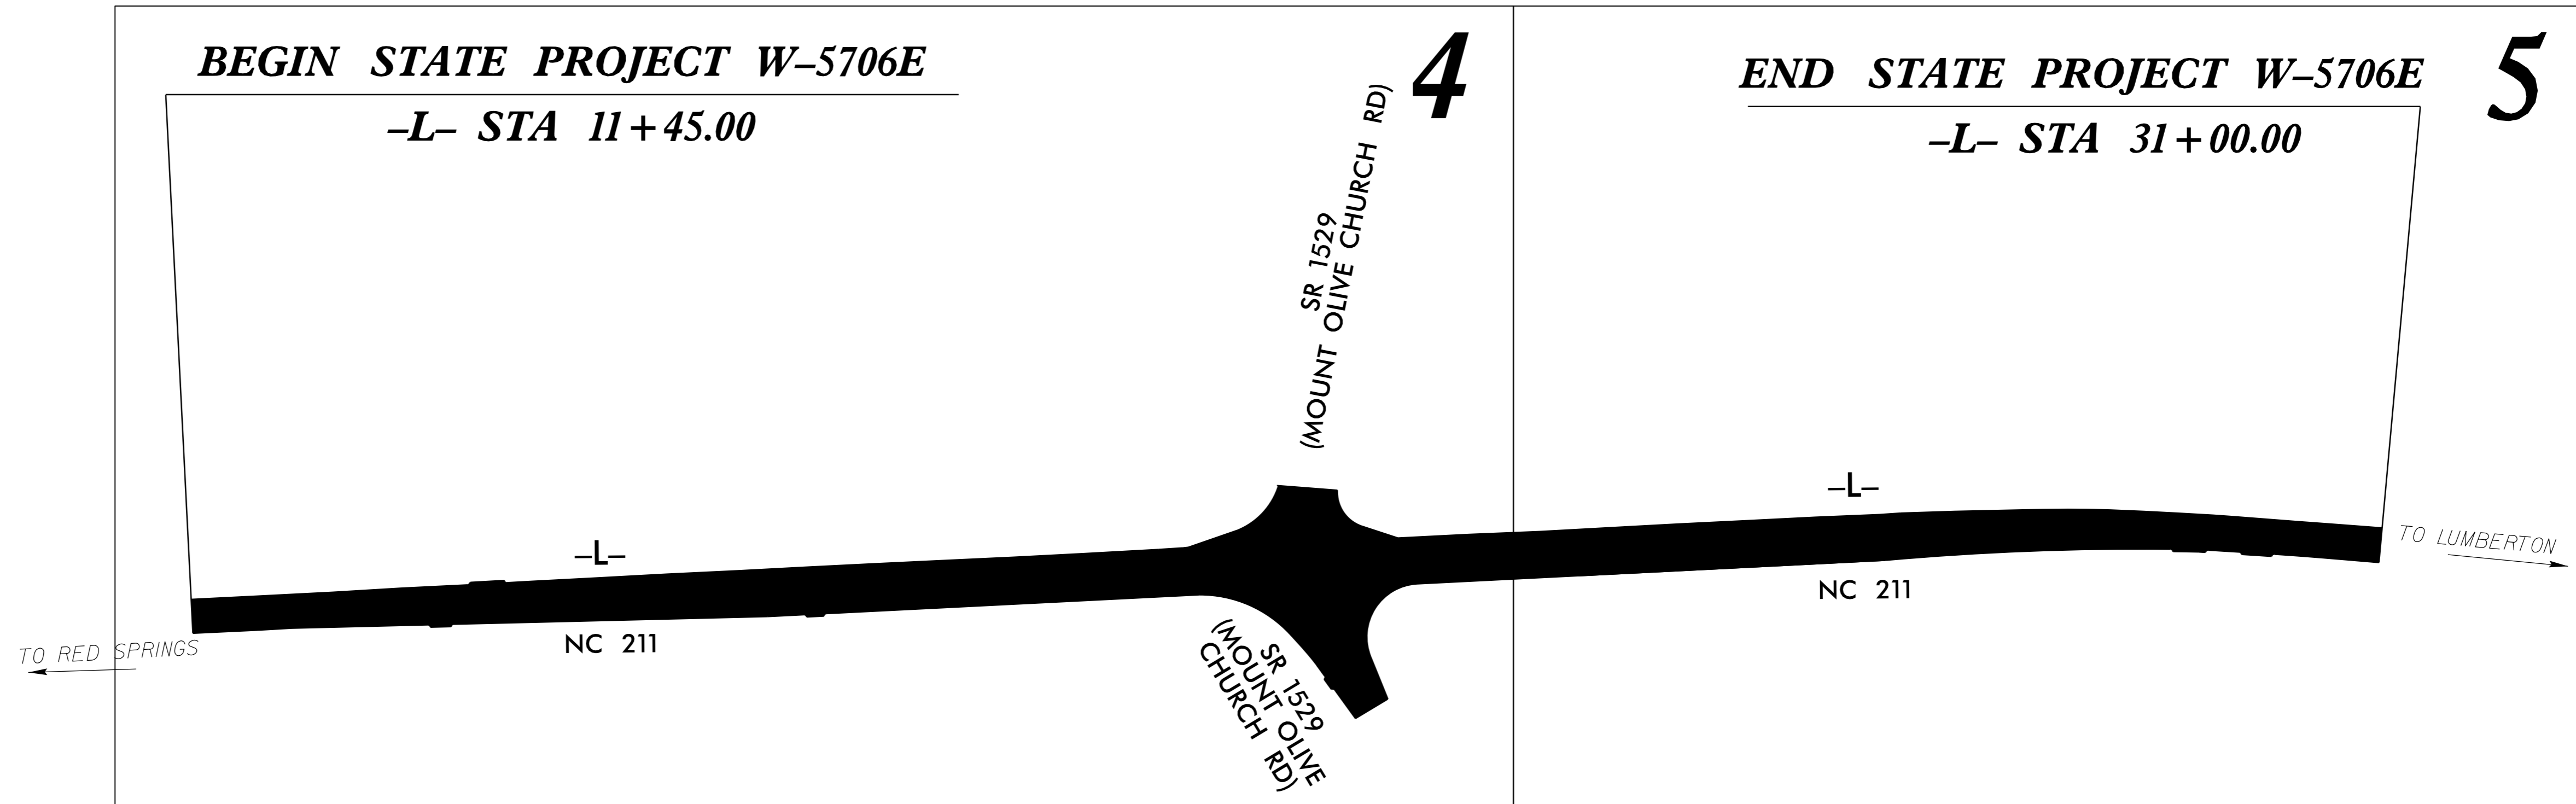 BEGIN STATE PROJECT W–5706E
–L– STA 11+45.00
4
SR 1529
(MOUNT OLIVE CHURCH RD)
END STATE PROJECT W–5706E
–L– STA 31+00.00
5
–L–
NC 211
TO RED SPRINGS
SR 1529
(MOUNT OLIVE
CHURCH RD)
–L–
NC 211
TO LUMBERTON